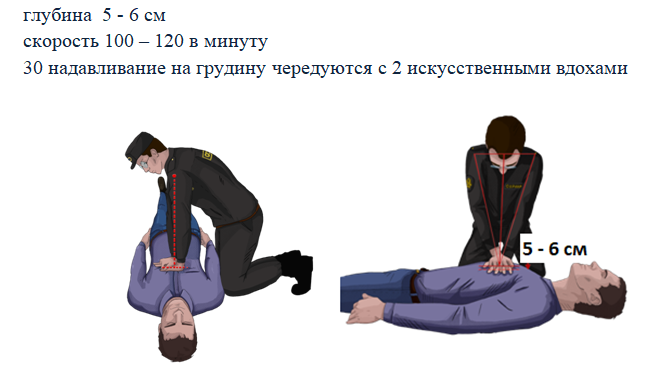 глубина  5 - 6 см
скорость 100 – 120 в минуту
30 надавливание на грудину чередуются с 2 искусственными вдохами
5 - 6 см